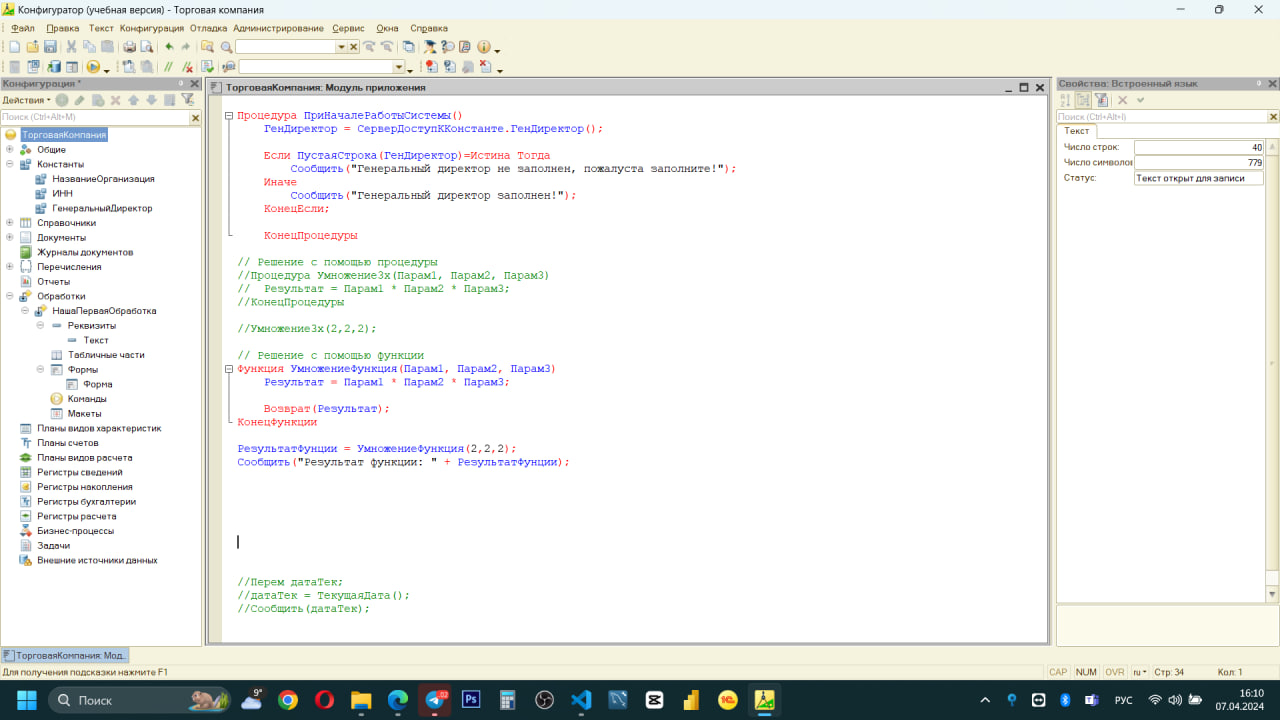 Конфигуратор (учебная версия) - Торговая компания
Файл Правка Текст Конфигурация Отладка Администрирование Сервис Окна Справка
Конфигурация *
Действия
Поиск (Ctrl+Alt+M)
ТорговаяКомпания
Общие
Константы
НазваниеОрганизация
ИНН
ГенеральныйДиректор
Справочники
Документы
Журналы документов
Перечисления
Отчеты
Обработки
НашаПерваяОбработка
Реквизиты
Текст
Табличные части
Формы
Форма
Команды
Макеты
Планы видов характеристик
Планы счетов
Планы видов расчета
Регистры сведений
Регистры накопления
Регистры бухгалтерии
Регистры расчета
Бизнес-процессы
Задачи
Внешние источники данных
ТорговаяКомпания: Модуль приложения
Процедура ПриНачалеРаботыСистемы()
ГенДиректор = СерверДоступККонстанте.ГенДиректор();
Если ПустаяСтрока(ГенДиректор)=Истина Тогда
Сообщить("Генеральный директор не заполнен, пожалуста заполните!");
Иначе
Сообщить("Генеральный директор заполнен!");
КонецЕсли;
КонецПроцедуры
// Решение с помощью процедуры
//Процедура Умножение3х(Парам1, Парам2, Парам3)
// Результат = Парам1 * Парам2 * Парам3;
//КонецПроцедуры
//Умножение3х(2,2,2);
// Решение с помощью функции
Функция УмножениеФункция(Парам1, Парам2, Парам3)
Результат = Парам1 * Парам2 * Парам3;
Возврат(Результат);
КонецФункции
РезультатФунции = УмножениеФункция(2,2,2);
Сообщить("Результат функции: " + РезультатФунции);
//Перем датаТек;
//датаТек = ТекущаяДата();
//Сообщить(датаТек);
Свойства: Встроенный язык
Поиск (Ctrl+Alt+I)
Текст
Число строк: 40
Число символов 779
Статус: Текст открыт для записи
ТорговаяКомпания: Мод...
Для получения подсказки нажмите F1
CAP NUM OVR ru Стр: 34 Кол: 1
Поиск
9°
02
Ps
РУС
16:10
07.04.2024